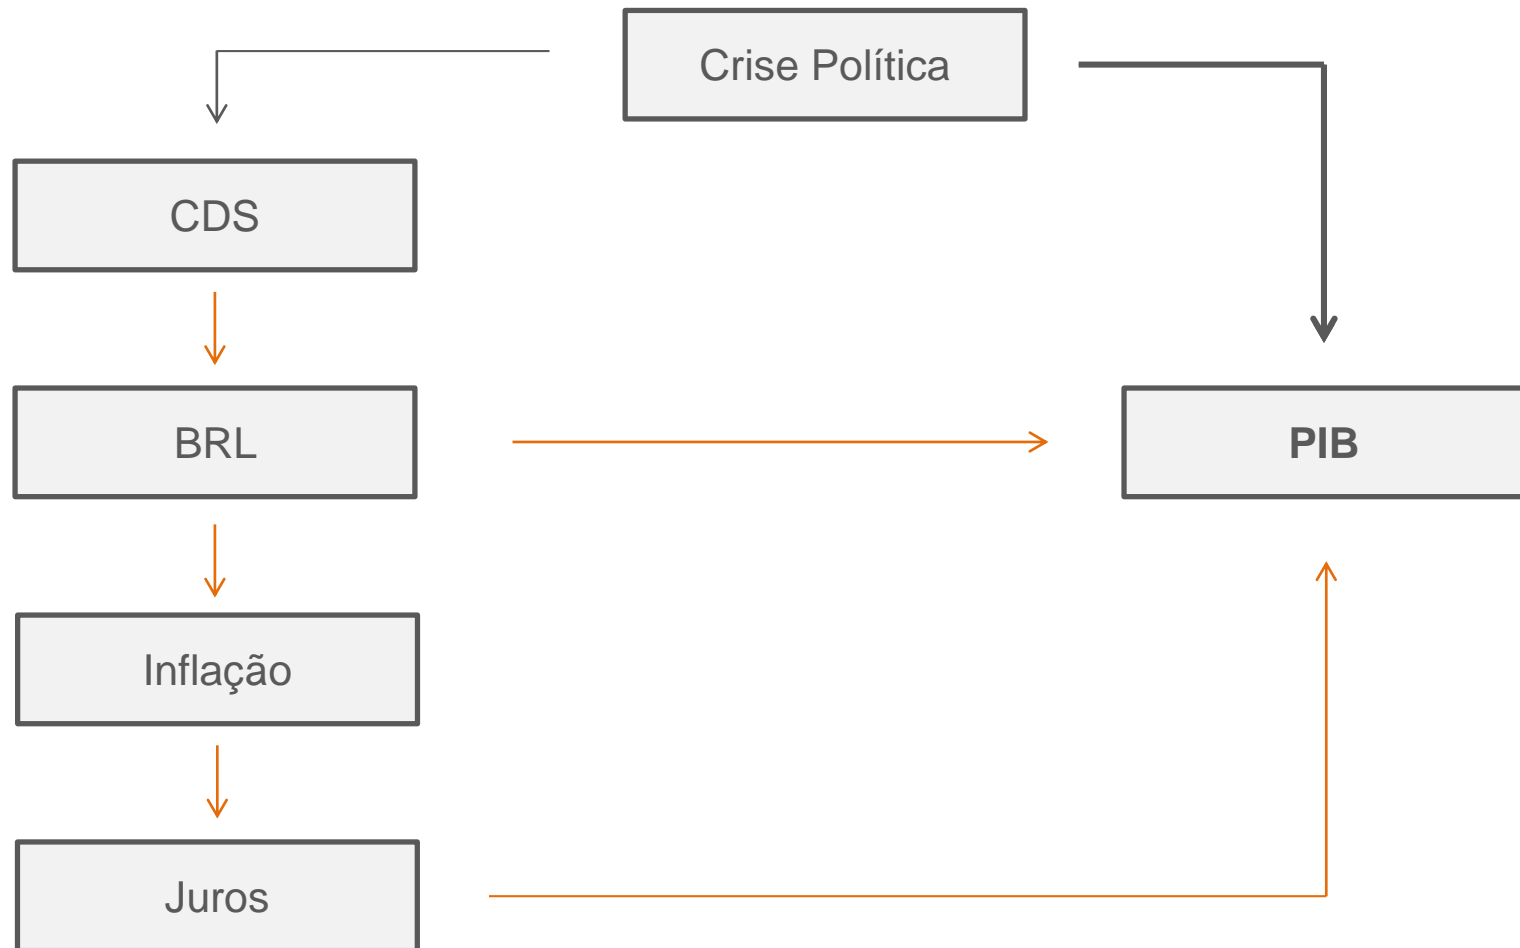 Crise Política
CDS
BRL
PIB
Inflação
Juros